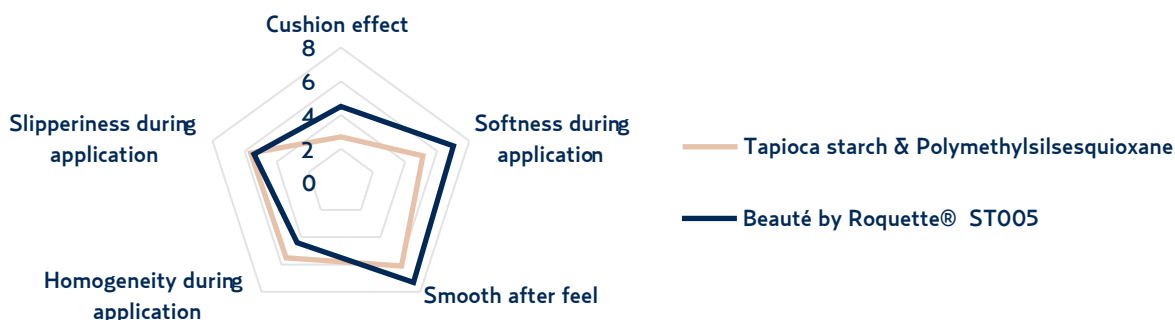 Cushion effect
8
6
4
2
0
Slipperiness during
application
Softness during
application
Homogeneity during
application
Smooth after feel
Tapioca starch & Polymethylsilsesquioxane
Beauté by Roquette® ST005